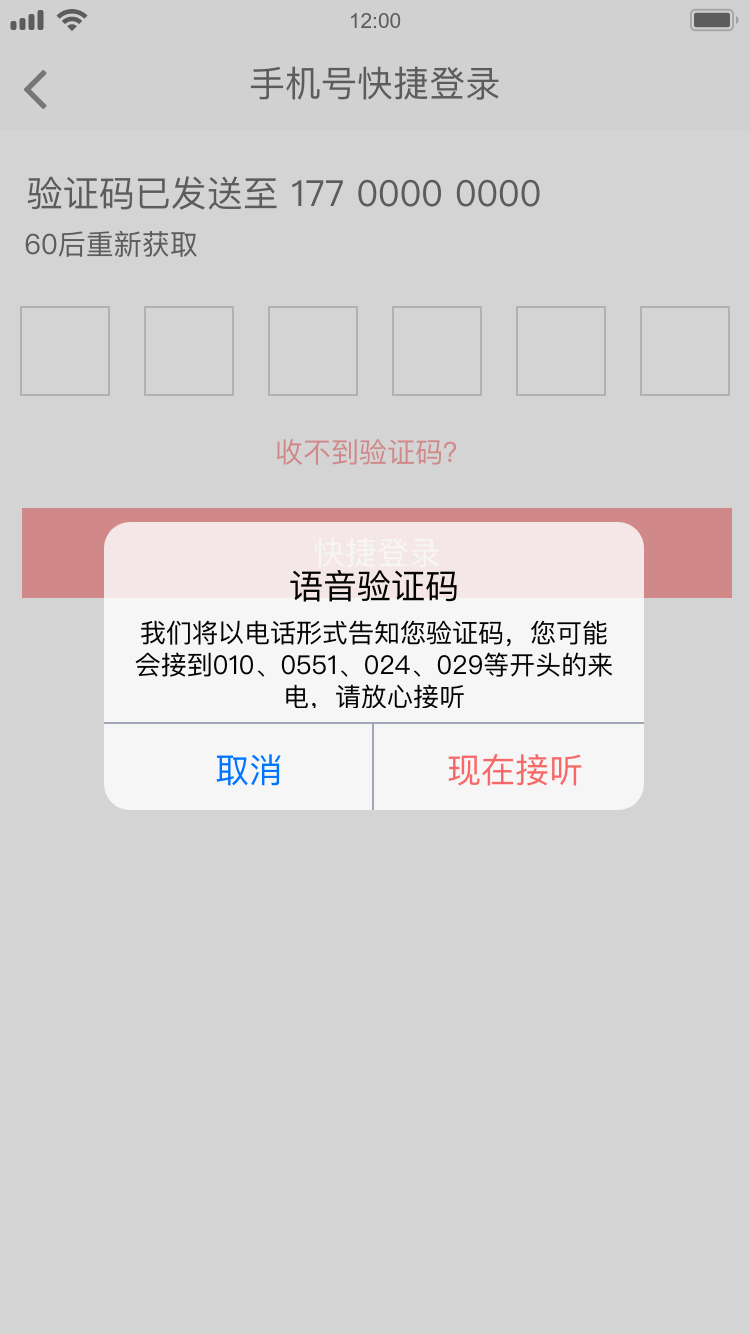 12:00
手机号快捷登录
验证码已发送至 177 0000 0000
60后重新获取
收不到验证码?
快捷登录
语音验证码
我们将以电话形式告知您验证码，您可能
会接到010、0551、024、029等开头的来
电，请放心接听
取消
现在接听